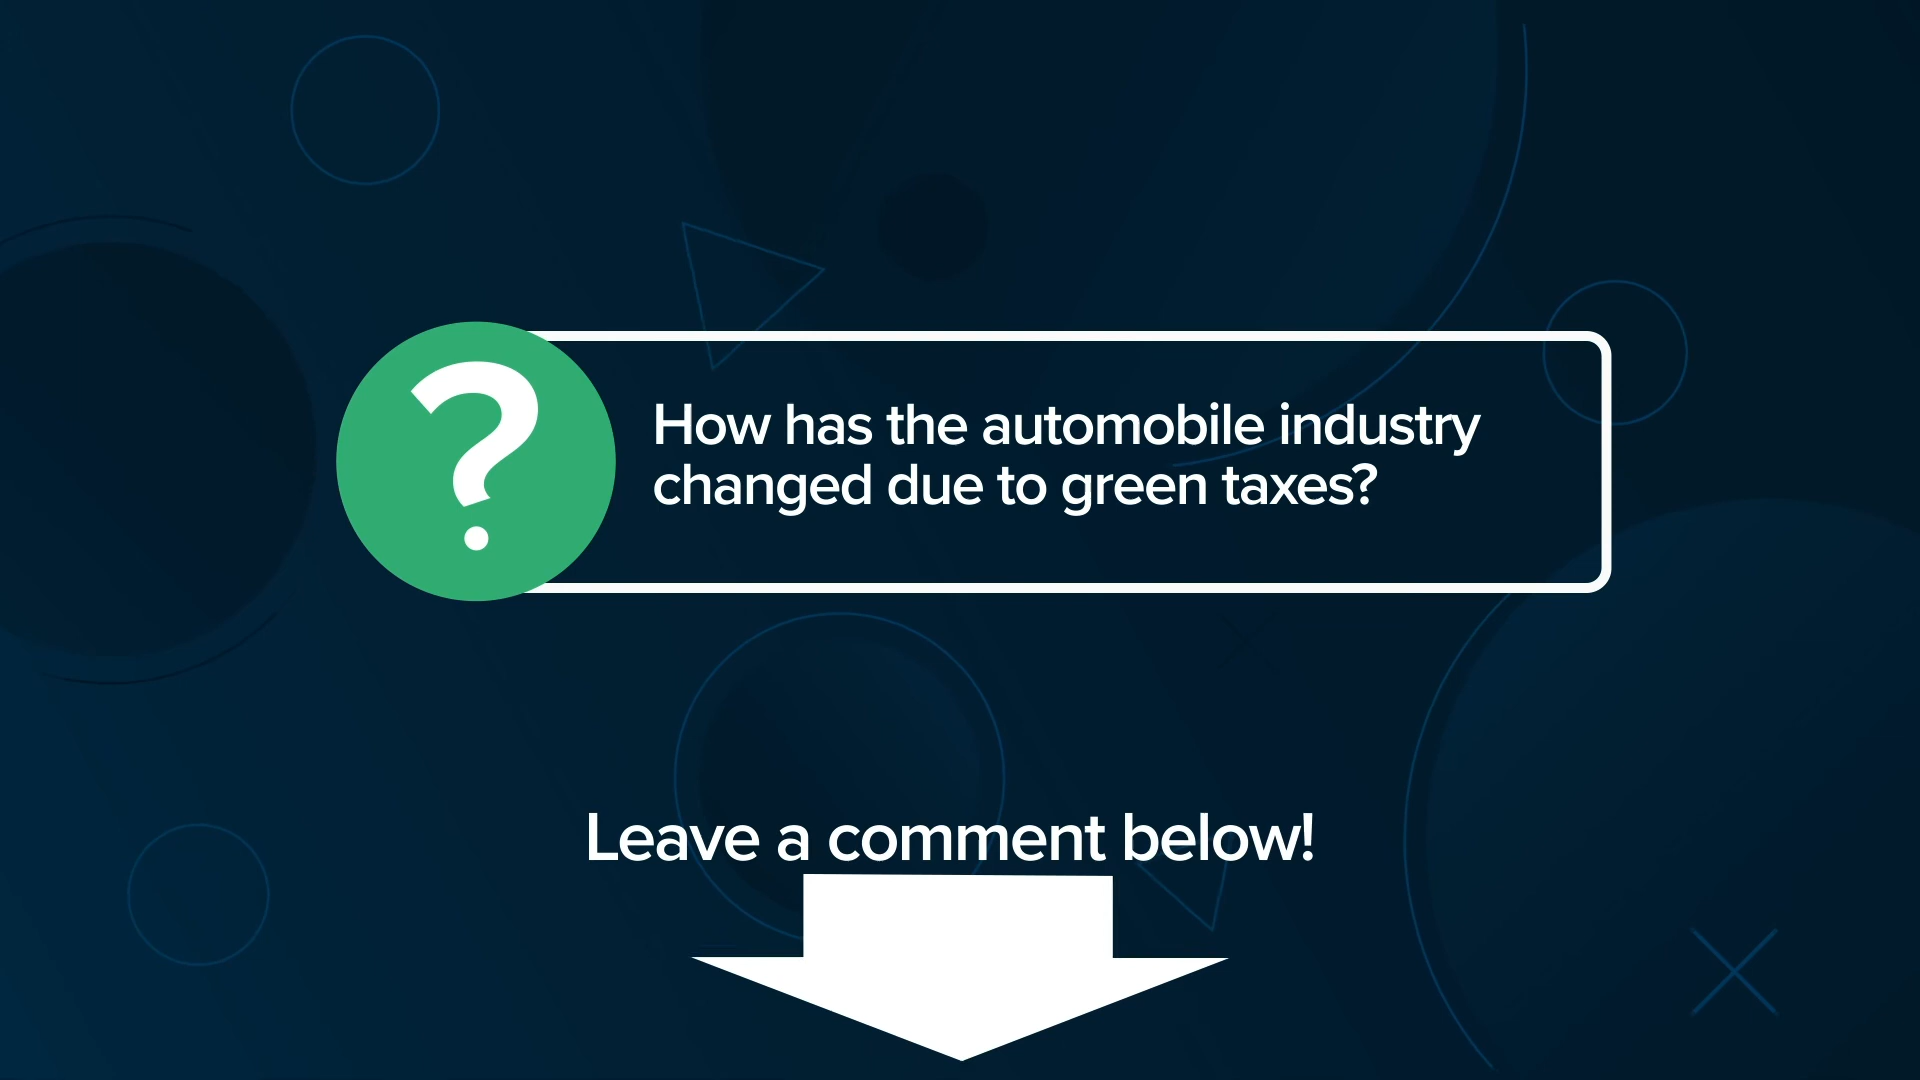 ?
How has the automobile industry
changed due to green taxes?
Leave a comment below!